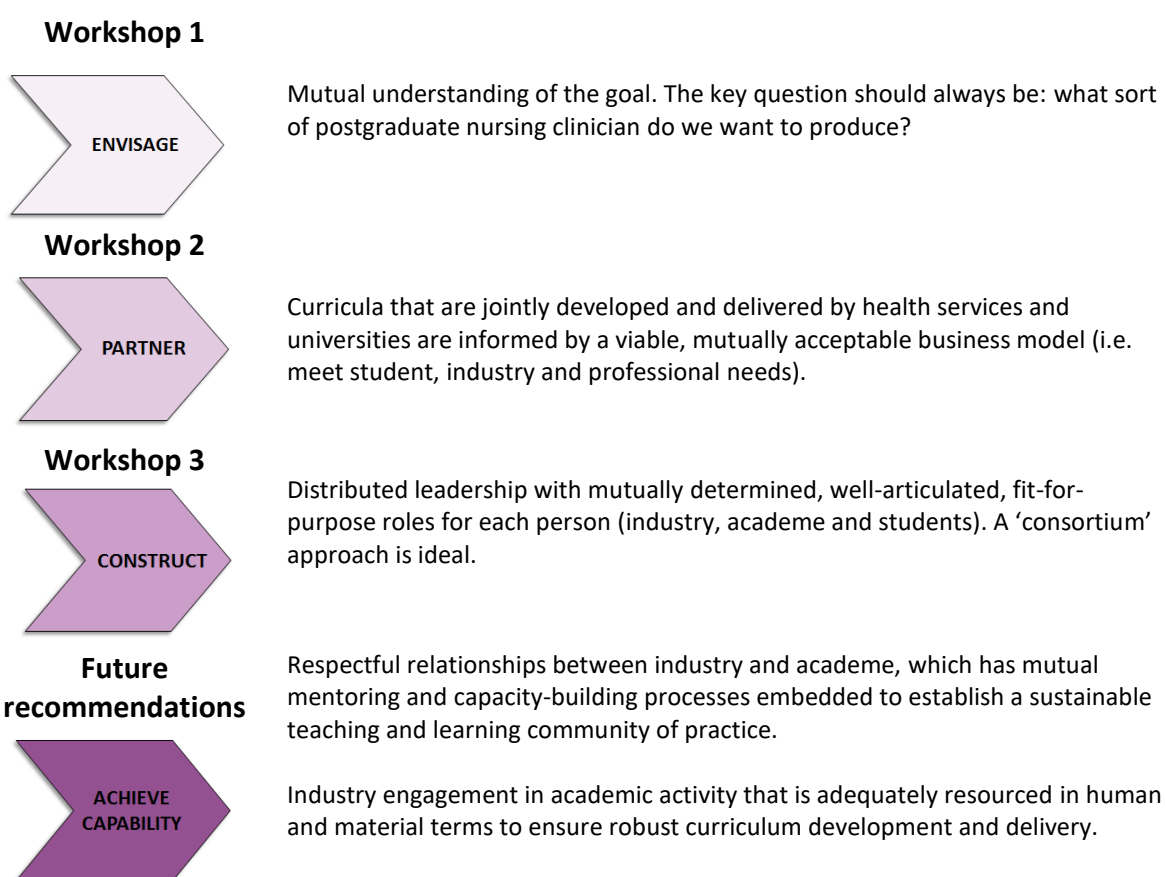 Workshop 1
ENVISAGE
Mutual understanding of the goal. The key question should always be: what sort
of postgraduate nursing clinician do we want to produce?
Workshop 2
PARTNER
Curricula that are jointly developed and delivered by health services and
universities are informed by a viable, mutually acceptable business model (i.e.
meet student, industry and professional needs).
Workshop 3
CONSTRUCT
Distributed leadership with mutually determined, well-articulated, fit-for-
purpose roles for each person (industry, academe and students). A ‘consortium’
approach is ideal.
Future
recommendations
ACHIEVE
CAPABILITY
Respectful relationships between industry and academe, which has mutual
mentoring and capacity-building processes embedded to establish a sustainable
teaching and learning community of practice.
Industry engagement in academic activity that is adequately resourced in human
and material terms to ensure robust curriculum development and delivery.